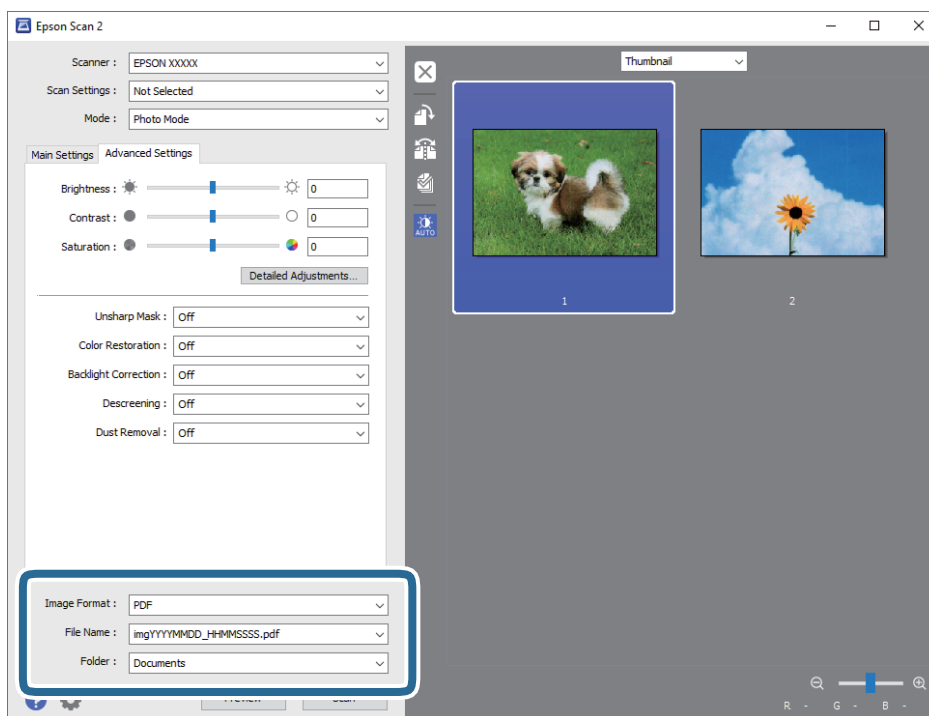 Epson Scan 2
Scanner :
EPSON XXXXX
Scan Settings :
Not Selected
Mode :
Photo Mode
Main Settings
Advanced Settings
Brightness :
0
Contrast :
0
Saturation :
0
Detailed Adjustments...
Unsharp Mask :
Off
Color Restoration :
Off
Backlight Correction :
Off
Descreening :
Off
Dust Removal :
Off
Image Format :
PDF
File Name :
imgYYYYMMDD_HHMMSSSS.pdf
Folder :
Documents
?
Preview
Scan
Thumbnail
AUTO
1
2
R - G - B -